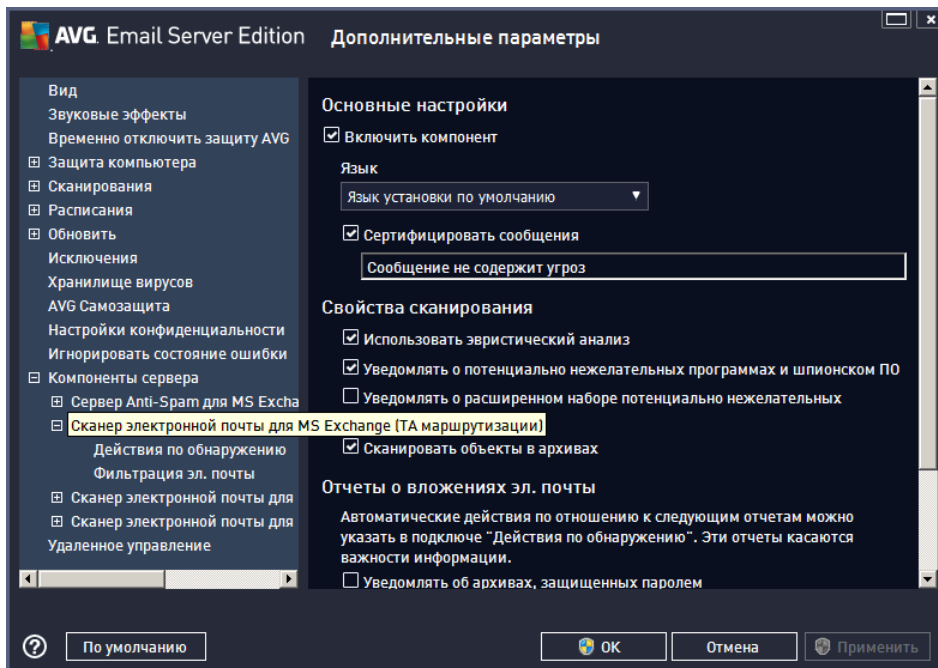 AVG. Email Server Edition Дополнительные параметры
Вид
Звуковые эффекты
Временно отключить защиту AVG
Защита компьютера
Сканирования
Расписания
Обновить
Исключения
Хранилище вирусов
AVG Самозащита
Настройки конфиденциальности
Игнорировать состояние ошибки
Компоненты сервера
Сервер Anti-Spam для MS Excha
Сканер электронной почты для MS Exchange (TA маршрутизации)
Действия по обнаружению
Фильтрация эл. почты
Сканер электронной почты для
Сканер электронной почты для
Удаленное управление
Основные настройки
Включить компонент
Язык
Язык установки по умолчанию
Сертифицировать сообщения
Сообщение не содержит угроз
Свойства сканирования
Использовать эвристический анализ
Уведомлять о потенциально нежелательных программах и шпионском ПО
Уведомлять о расширенном наборе потенциально нежелательных
Сканировать объекты в архивах
Отчеты о вложениях эл. почты
Автоматические действия по отношению к следующим отчетам можно
указать в подключе "Действия по обнаружению". Эти отчеты касаются
важности информации.
Уведомлять об архивах, защищенных паролем
По умолчанию
ОК
Отмена
Применить